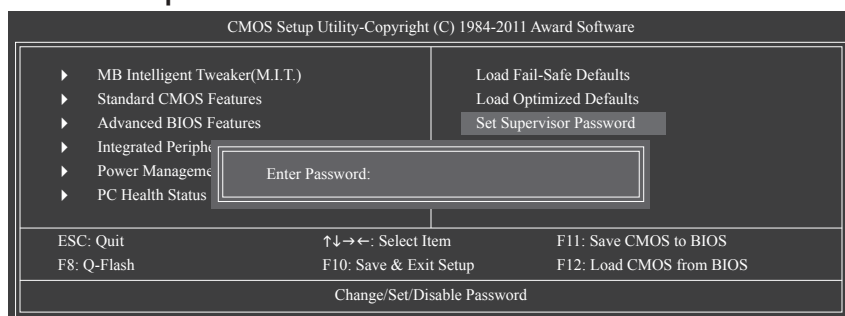 CMOS Setup Utility-Copyright (C) 1984-2011 Award Software
MB Intelligent Tweaker(M.I.T.)
Standard CMOS Features
Advanced BIOS Features
Integrated
Power
PC Health Status
Load Fail-Safe Defaults
Load Optimized Defaults
Set Supervisor Password
Enter Password:
ESC: Quit
↑↓→←: Select Item
F11: Save CMOS to BIOS
F8: Q-Flash
F10: Save & Exit Setup
F12: Load CMOS from BIOS
Change/Set/Disable Password